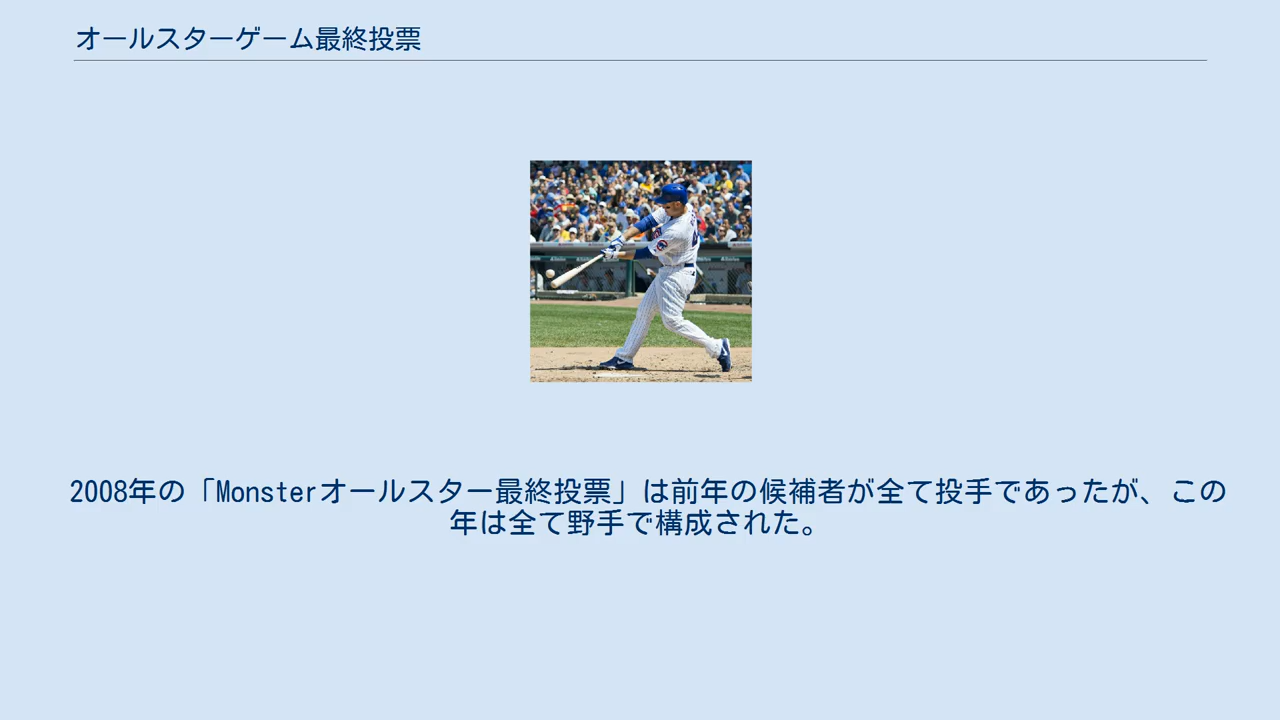 オールスターゲーム最終投票
2008年の「Monsterオールスター最終投票」は前年の候補者が全て投手であったが、この
年は全て野手で構成された。